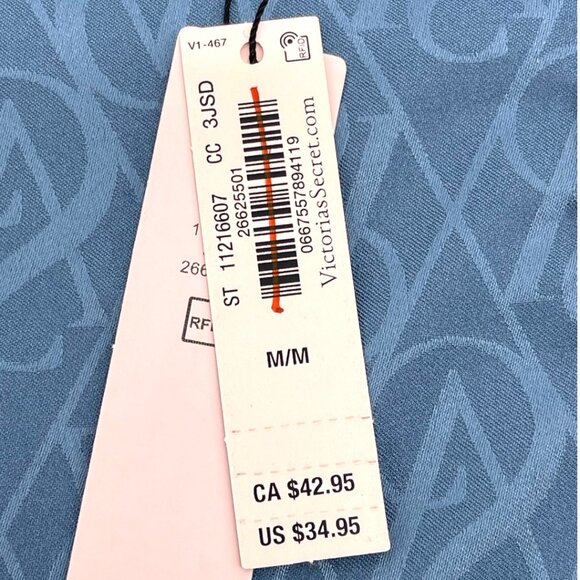 V1-467
RFID
ST 11216607 CC 3JSD
26625501
0667557894119
VictoriasSecret.com
M/M
CA $42.95
US $34.95
1
266
RFI